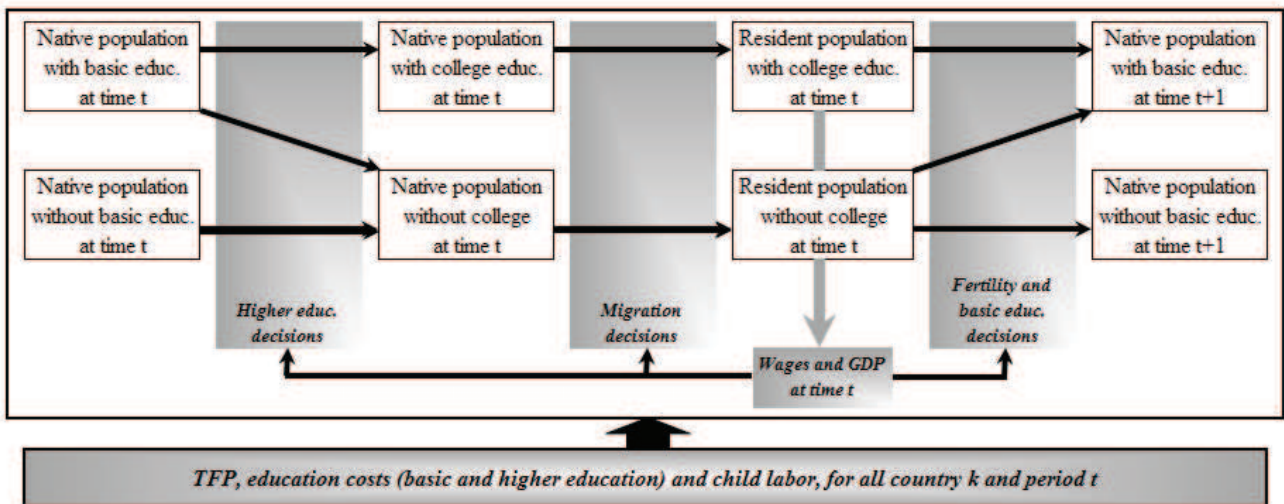 Native population
with basic educ.
at time t
Native population
with college educ.
at time t
Resident population
with college educ.
at time t
Native population
with basic educ.
at time t+1
Native population
without basic educ.
at time t
Native population
without college
at time t
Resident population
without college
at time t
Native population
without basic educ.
at time t+1
Higher educ.
decisions
Migration
decisions
Fertility and
basic educ.
decisions
Wages and GDP
at time t
TFP, education costs (basic and higher education) and child labor, for all country k and period t